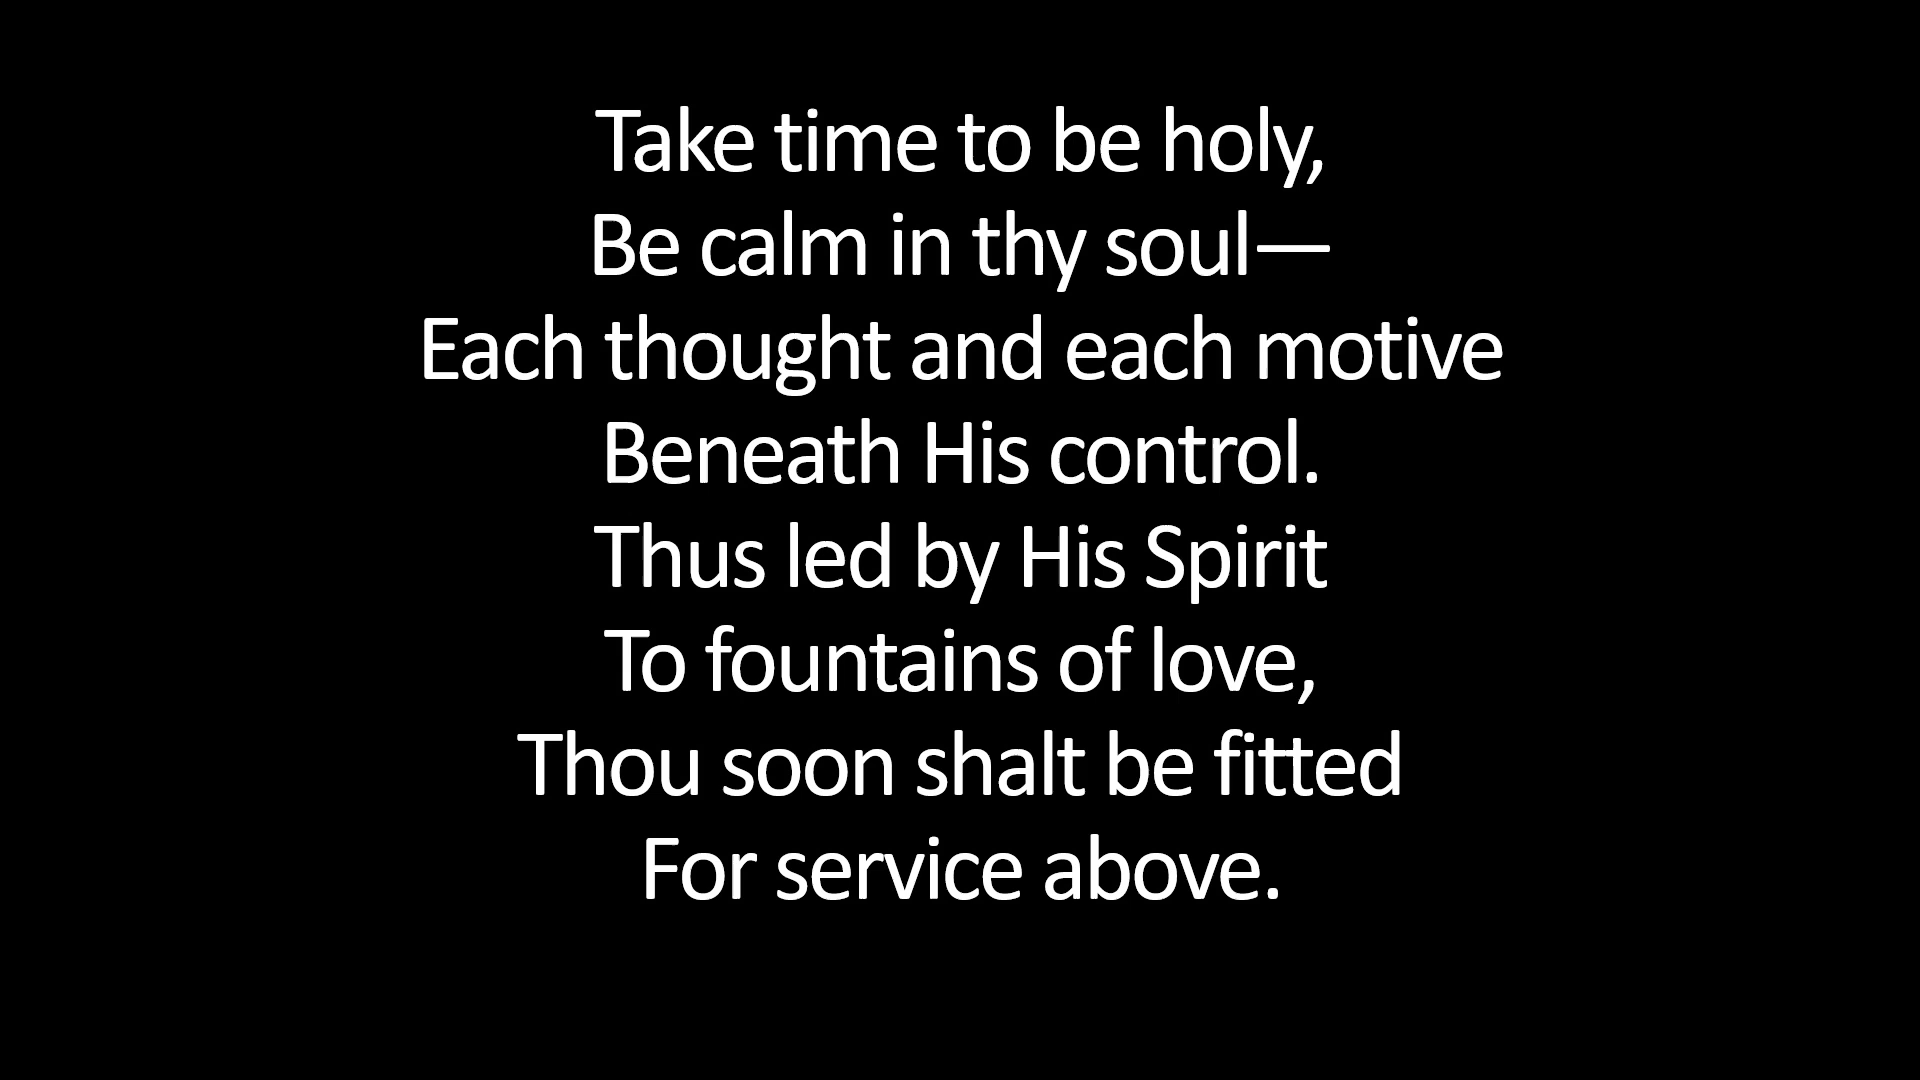 Take time to be holy,
Be calm in thy soul—
Each thought and each motive
Beneath His control.
Thus led by His Spirit
To fountains of love,
Thou soon shalt be fitted
For service above.